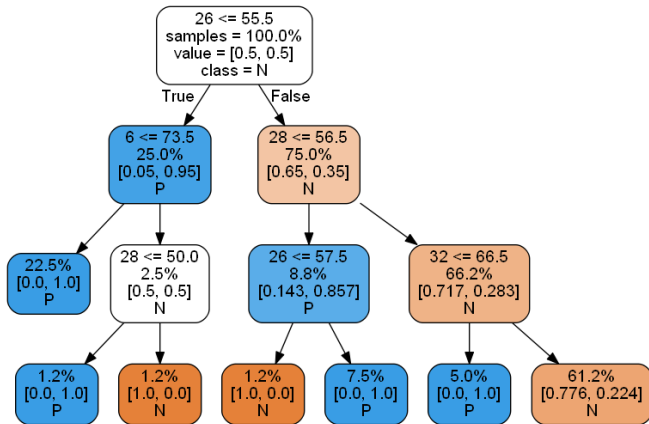 26 <= 55.5
samples = 100.0%
value = [0.5, 0.5]
class = N
True
False
6 <= 73.5
25.0%
[0.05, 0.95]
P
28 <= 56.5
75.0%
[0.65, 0.35]
N
22.5%
[0.0, 1.0]
P
28 <= 50.0
2.5%
[0.5, 0.5]
N
26 <= 57.5
8.8%
[0.143, 0.857]
P
32 <= 66.5
66.2%
[0.717, 0.283]
N
1.2%
[0.0, 1.0]
P
1.2%
[1.0, 0.0]
N
1.2%
[1.0, 0.0]
N
7.5%
[0.0, 1.0]
P
5.0%
[0.0, 1.0]
P
61.2%
[0.776, 0.224]
N